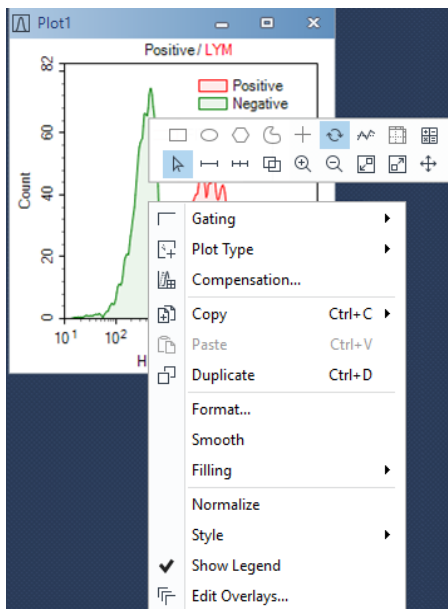 Plot1
Positive / LYM
82
Positive
Negative
60
Count
40
20
0
10¹ 10²
H
Gating
Plot Type
Compensation...
Copy Ctrl+C
Paste Ctrl+V
Duplicate Ctrl+D
Format...
Smooth
Filling
Normalize
Style
Show Legend
Edit Overlays...